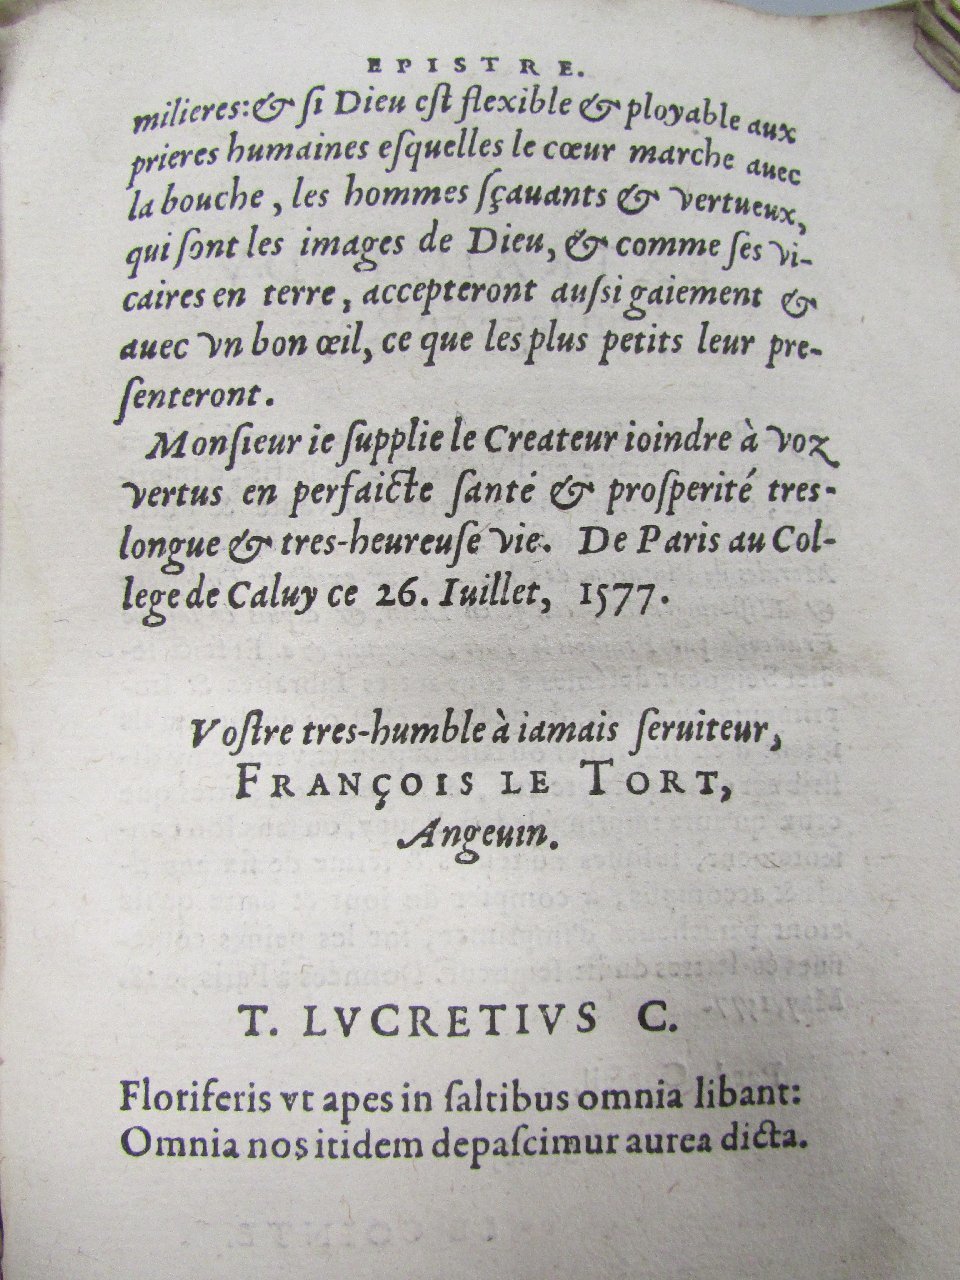 EPISTRE.
milieres: & ſi Dieu eſt flexible & ployable aux
prieres humaines eſquelles le cœur marche auec
la bouche, les hommes ſçauants & vertueux,
qui ſont les images de Dieu, & comme ſes vi-
caires en terre, accepteront auſsi gaiement &
auec vn bon œil, ce que les plus petits leur pre-
ſenteront.
Monſieur ie ſupplie le Createur ioindre à voz
vertus en perfaicte ſanté & proſperité tres-
longue & tres-heureuſe vie. De Paris au Col-
lege de Caluy ce 26. Iuillet, 1577.
Voſtre tres-humble à iamais ſeruiteur,
FRANÇOIS LE TORT,
Angeuin.
T. LVCRETIVS C.
Floriferis vt apes in ſaltibus omnia libant:
Omnia nos itidem depaſcimur aurea dicta.